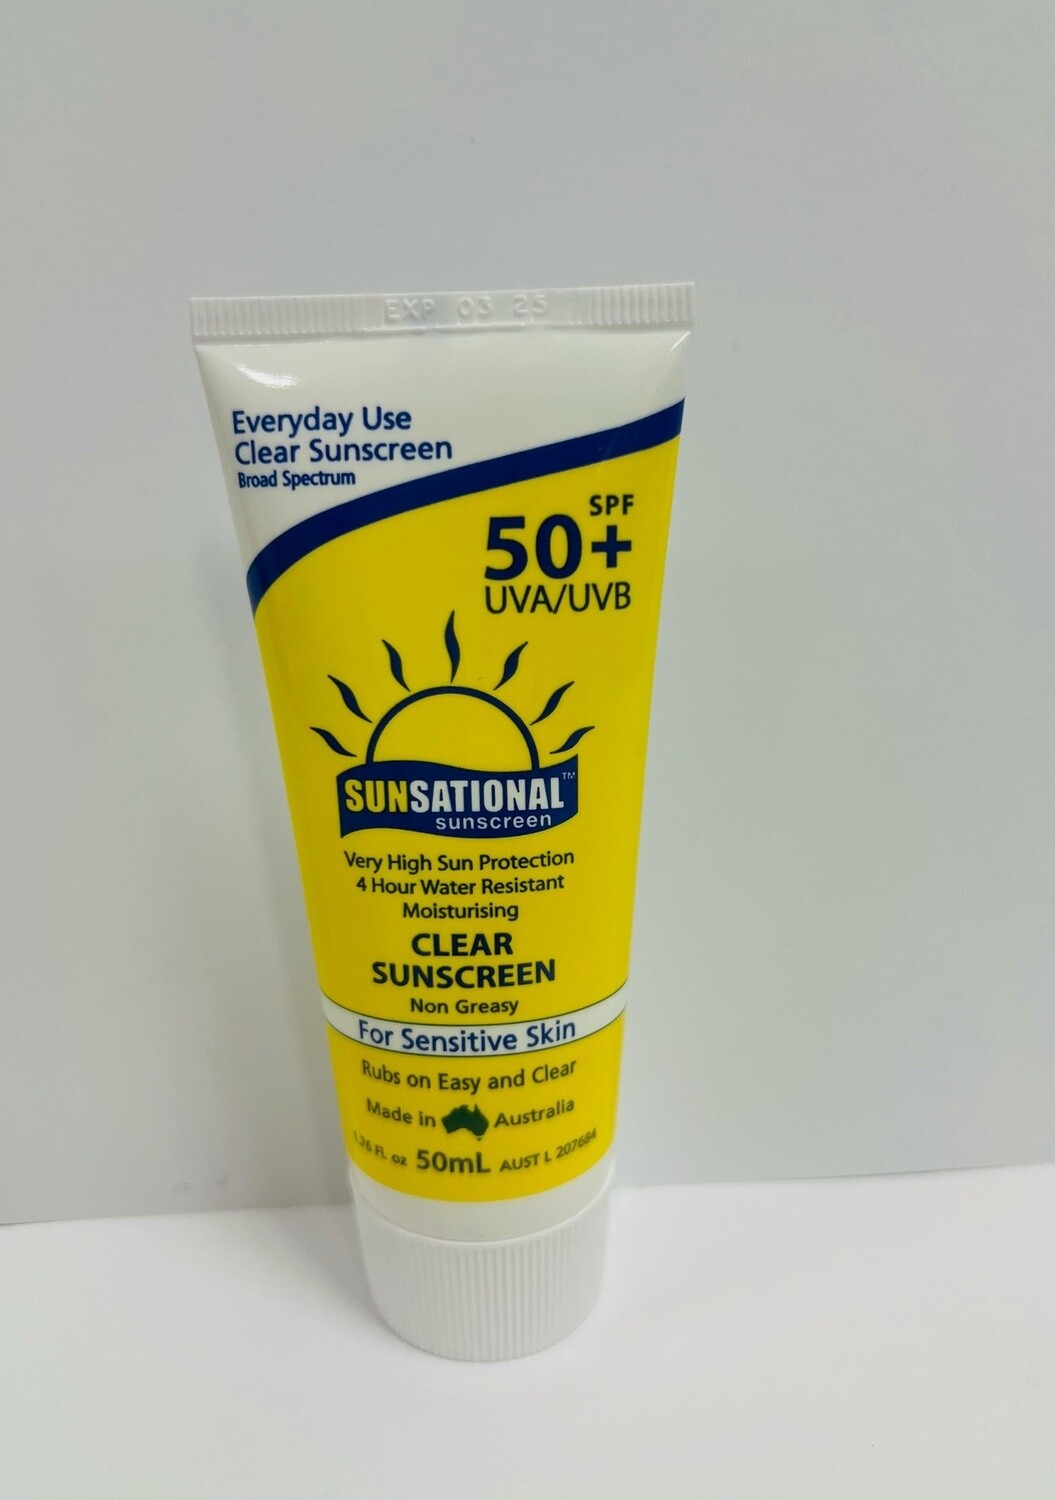 EXP 03 25
Everyday Use
Clear Sunscreen
Broad Spectrum
SPF
50+
UVA/UVB
SUNSATIONAL™
sunscreen
Very High Sun Protection
4 Hour Water Resistant
Moisturising
CLEAR
SUNSCREEN
Non Greasy
For Sensitive Skin
Rubs on Easy and Clear
Made in Australia
1.76 Fl. oz 50mL AUST L 207684